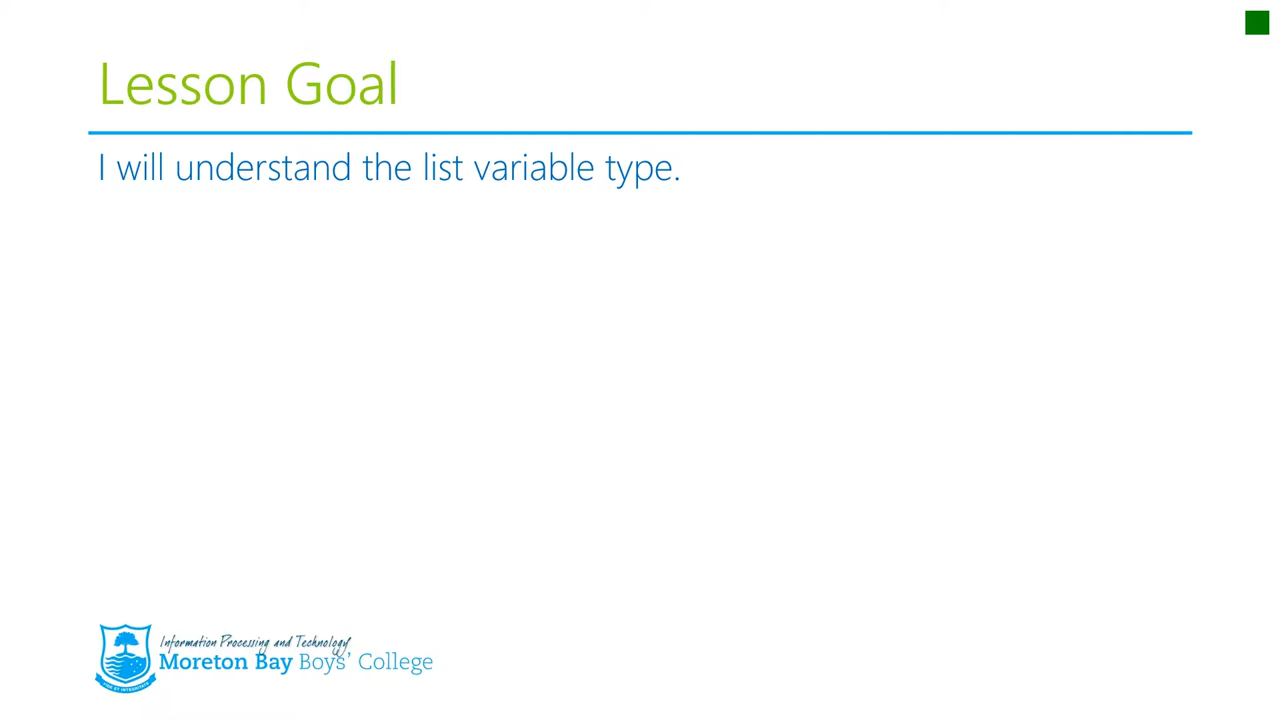 Lesson Goal
I will understand the list variable type.
Information Processing and Technology
Moreton Bay Boys' College